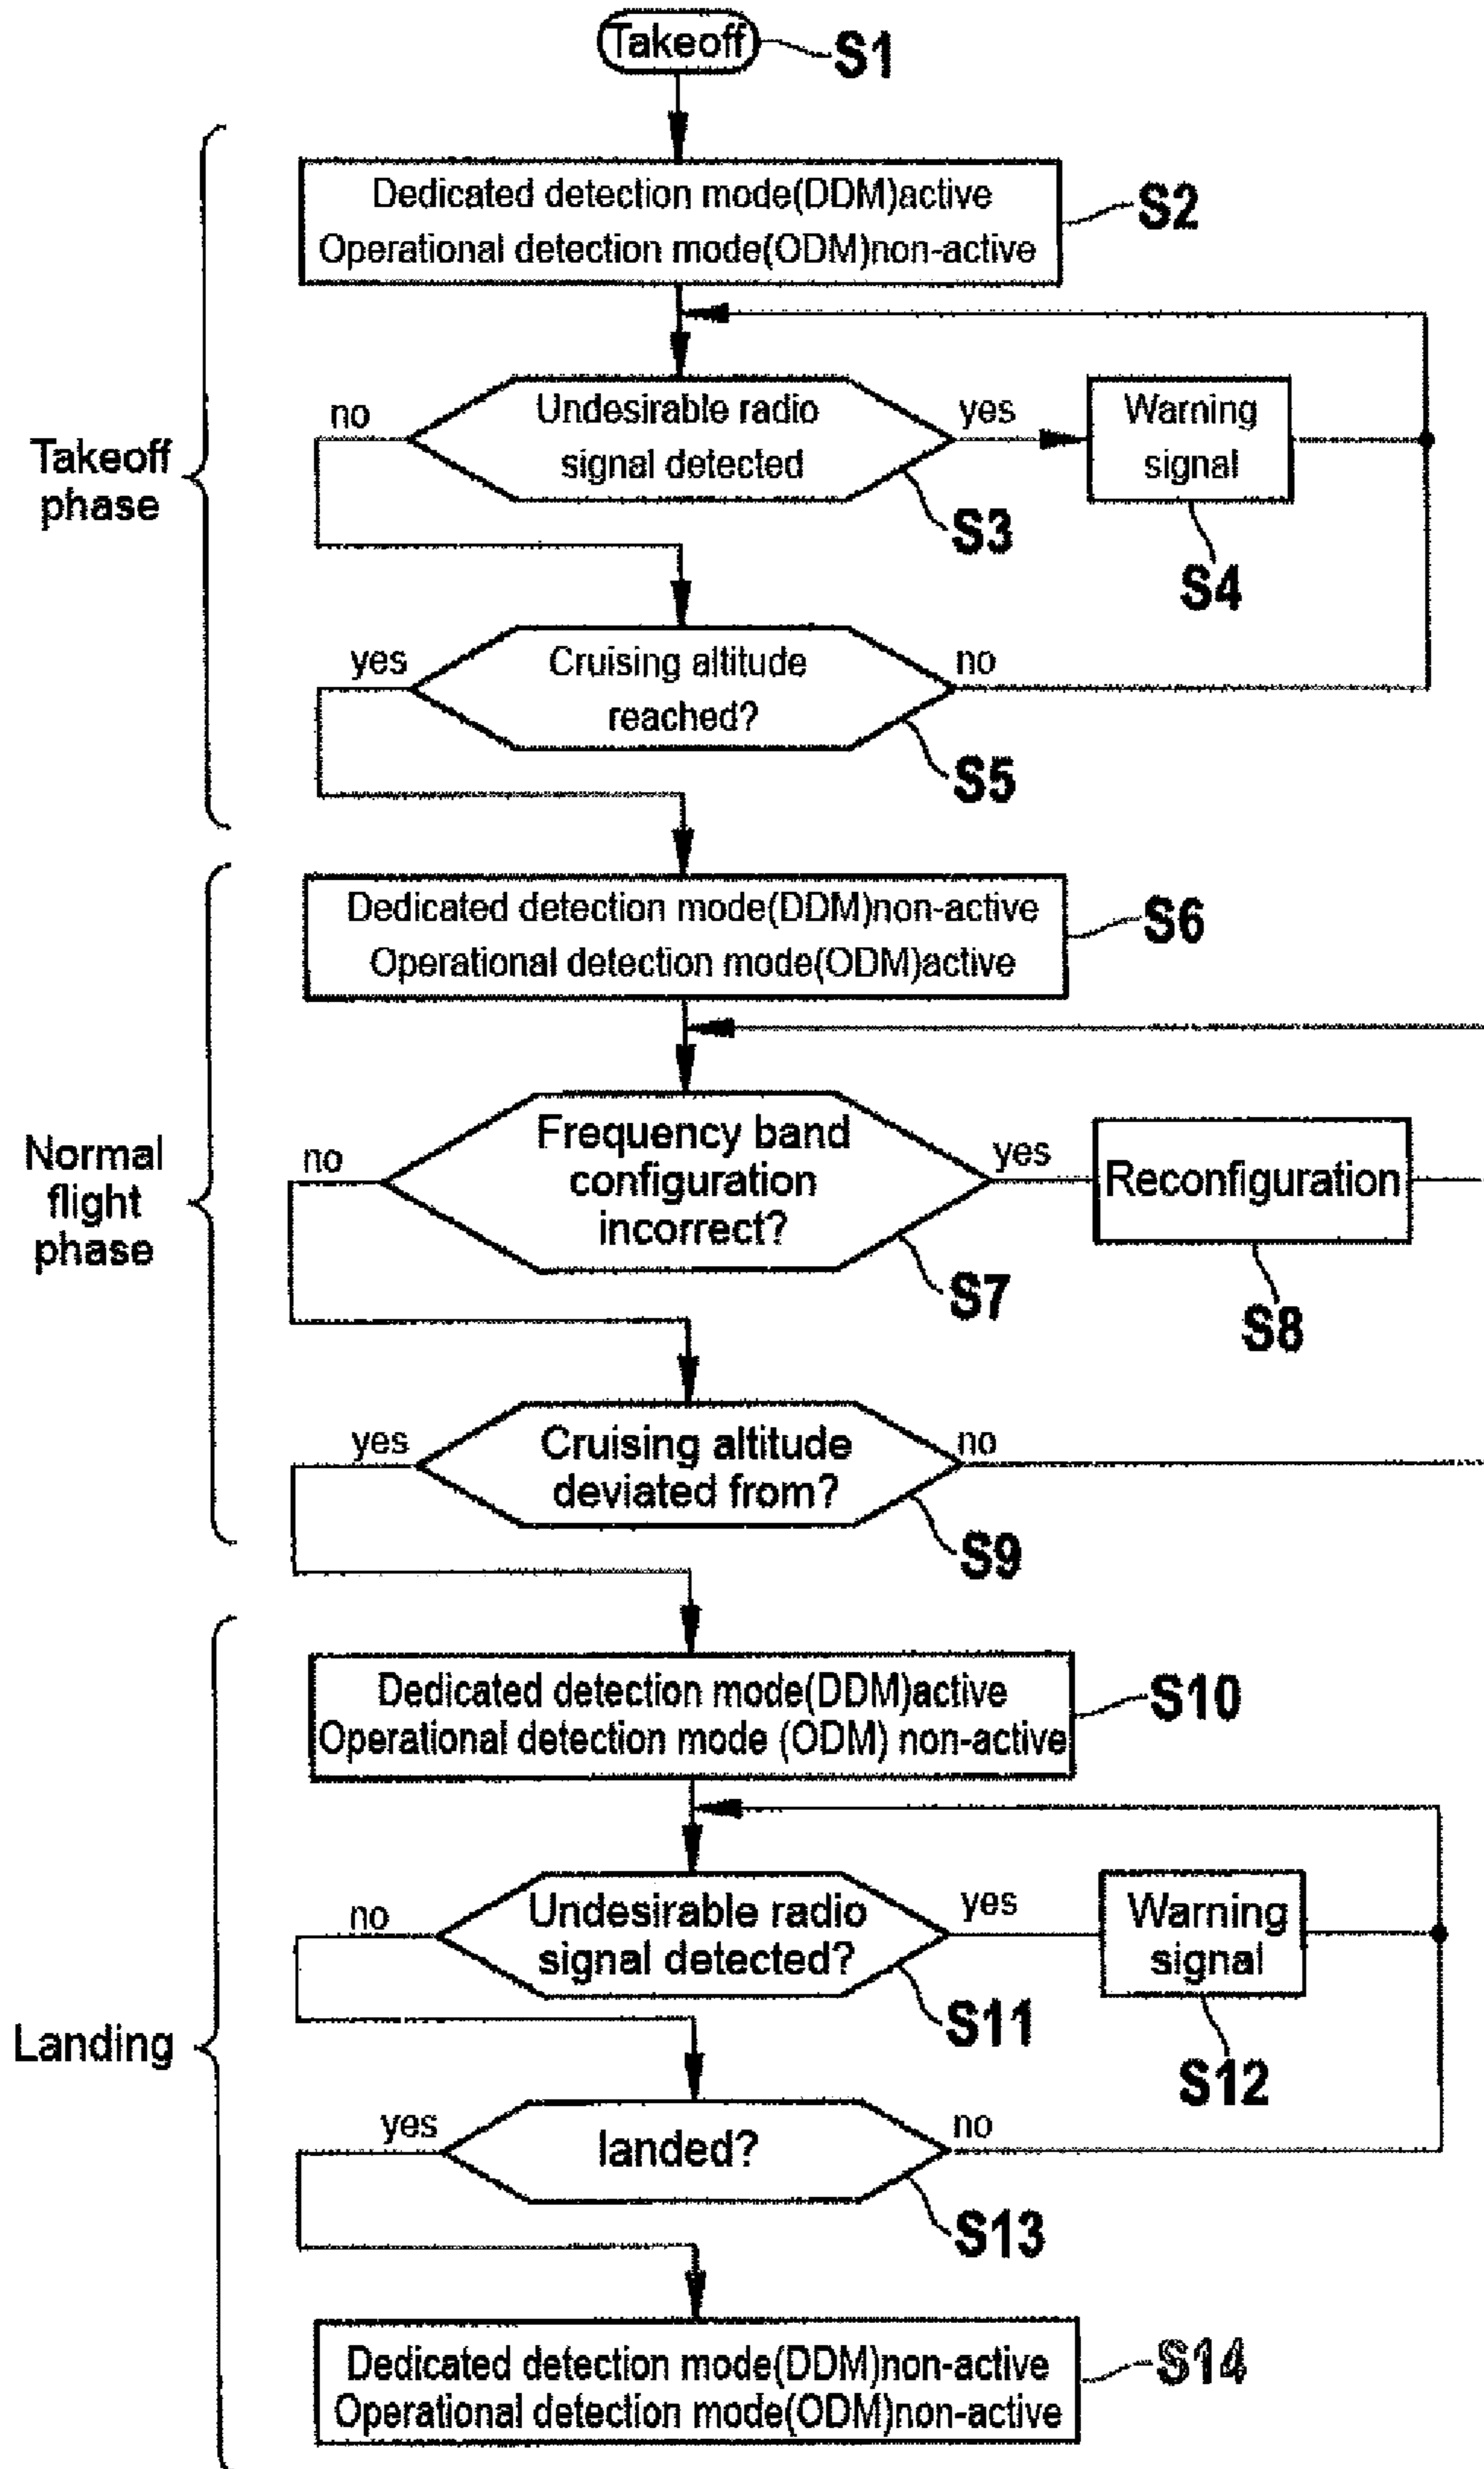 Takeoff
S1
Dedicated detection mode(DDM)active
Operational detection mode(ODM)non-active
S2
Takeoff
phase
no
Undesirable radio
signal detected
yes
Warning
signal
S3
S4
yes
Cruising altitude
reached?
no
S5
Dedicated detection mode(DDM)non-active
Operational detection mode(ODM)active
S6
Normal
flight
phase
no
Frequency band
configuration
incorrect?
yes
Reconfiguration
S7
S8
yes
Cruising altitude
deviated from?
no
S9
Dedicated detection mode(DDM)active
Operational detection mode (ODM) non-active
S10
Landing
no
Undesirable radio
signal detected?
yes
Warning
signal
S11
S12
yes
landed?
no
S13
Dedicated detection mode(DDM)non-active
Operational detection mode(ODM)non-active
S14